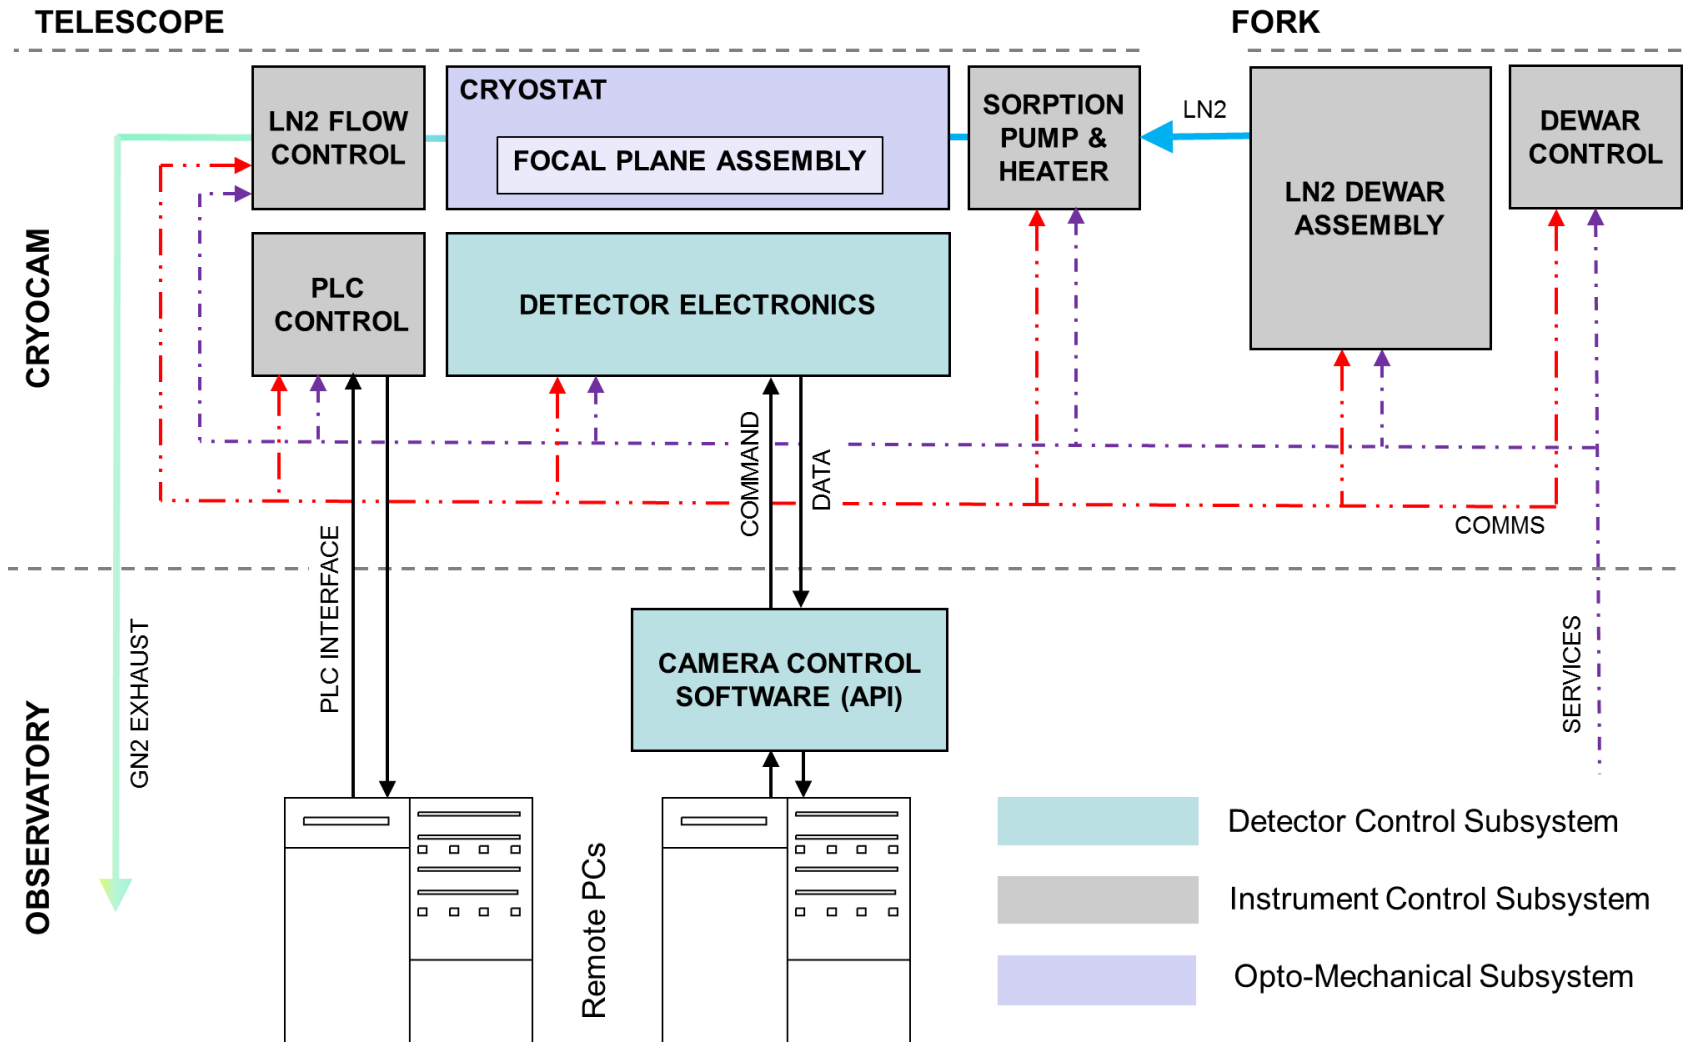 TELESCOPE
FORK
CRYOCAM
LN2 FLOW
CONTROL
CRYOSTAT
FOCAL PLANE ASSEMBLY
SORPTION
PUMP &
HEATER
LN2
LN2 DEWAR
ASSEMBLY
DEWAR
CONTROL
PLC
CONTROL
DETECTOR ELECTRONICS
COMMAND
DATA
COMMS
PLC INTERFACE
GN2 EXHAUST
SERVICES
OBSERVATORY
CAMERA CONTROL
SOFTWARE (API)
Remote PCs
Detector Control Subsystem
Instrument Control Subsystem
Opto-Mechanical Subsystem